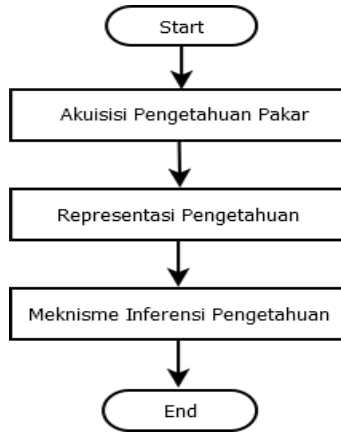 Start
Akuisisi Pengetahuan Pakar
Representasi Pengetahuan
Meknisme Inferensi Pengetahuan
End